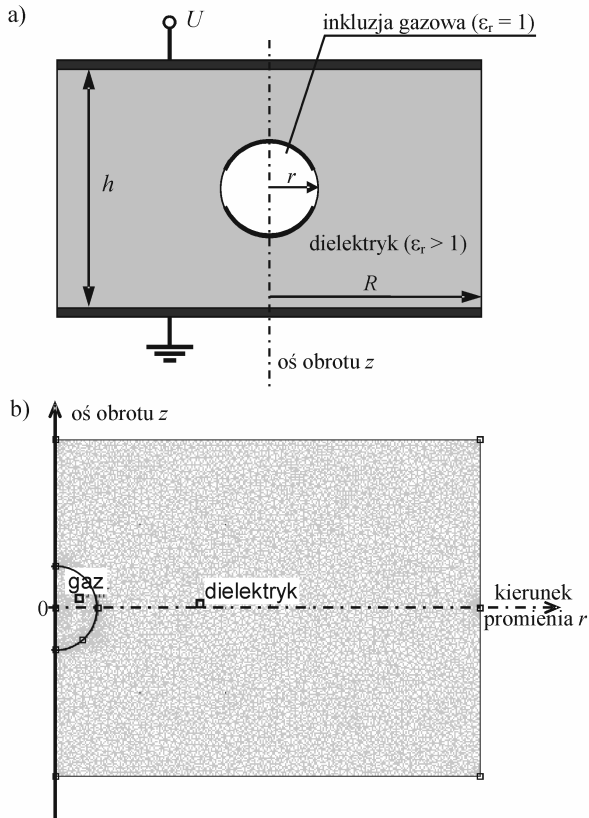 a)
U
inkluzja gazowa (εr = 1)
h
r
dielektryk (εr > 1)
R
oś obrotu z
b)
oś obrotu z
gaz
dielektryk
0
kierunek
promienia r